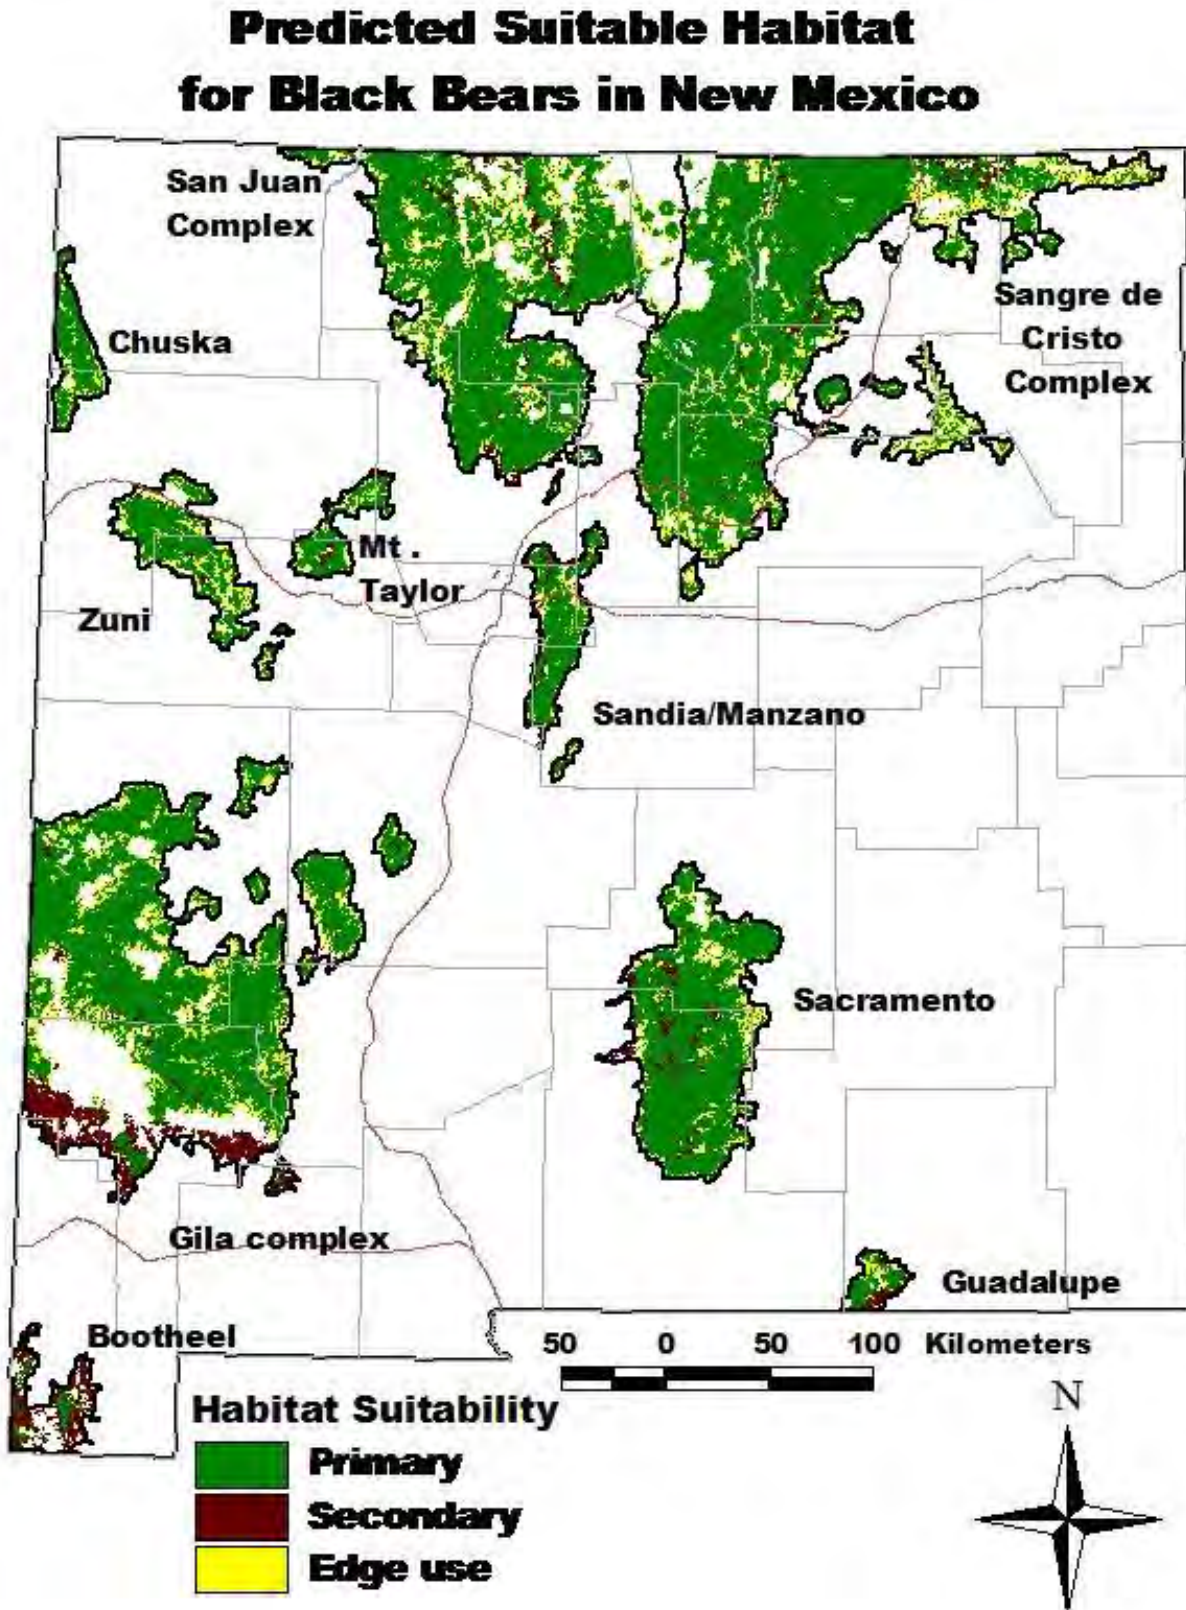 Predicted Suitable Habitat
for Black Bears in New Mexico
San Juan
Complex
Chuska
Sangre de
Cristo
Complex
Mt .
Taylor
Zuni
Sandia/Manzano
Sacramento
Gila complex
Guadalupe
Bootheel
50 0 50 100 Kilometers
N
Habitat Suitability
Primary
Secondary
Edge use